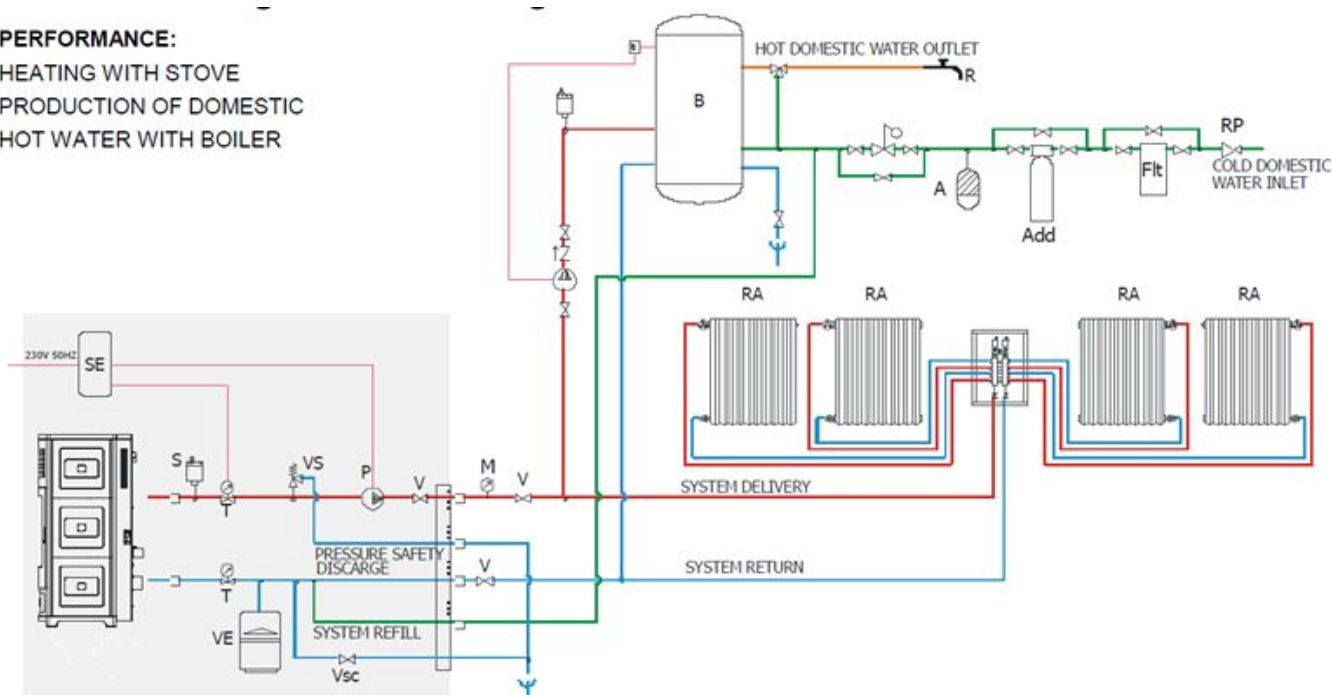 PERFORMANCE:
HEATING WITH STOVE
PRODUCTION OF DOMESTIC
HOT WATER WITH BOILER
HOT DOMESTIC WATER OUTLET
R
B
RP
COLD DOMESTIC
WATER INLET
Flt
A
Add
RA
RA
RA
RA
230V 50HZ
SE
S
T
VS
P
V
M
V
SYSTEM DELIVERY
PRESSURE SAFETY
DISCARGE
V
SYSTEM RETURN
T
VE
SYSTEM REFILL
Vsc